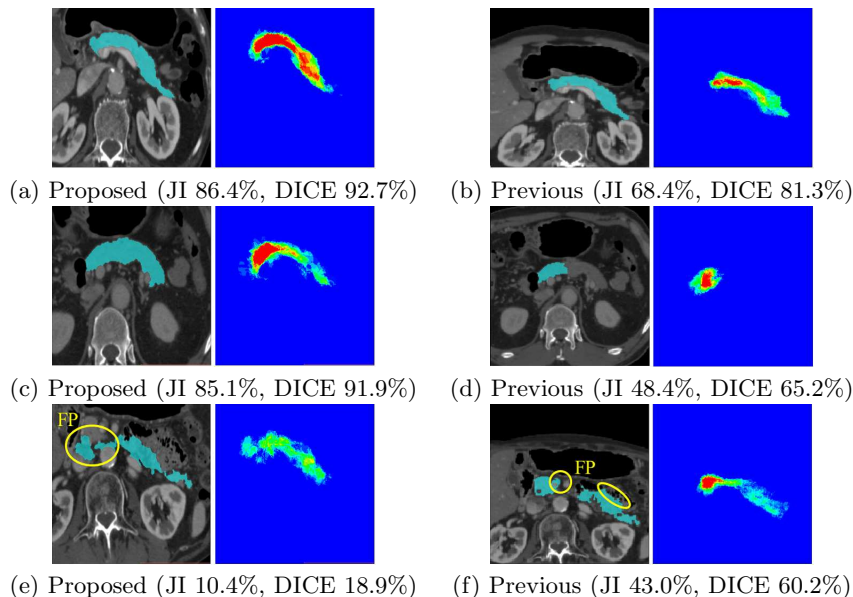 (a) Proposed (JI 86.4%, DICE 92.7%)
(b) Previous (JI 68.4%, DICE 81.3%)
(c) Proposed (JI 85.1%, DICE 91.9%)
(d) Previous (JI 48.4%, DICE 65.2%)
FP
FP
(e) Proposed (JI 10.4%, DICE 18.9%)
(f) Previous (JI 43.0%, DICE 60.2%)